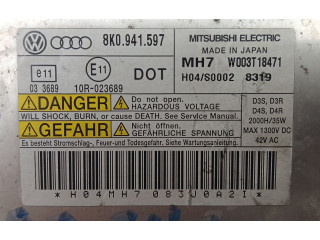 8K0.941.597
MITSUBISHI ELECTRIC
MADE IN JAPAN
e11
E11
DOT
MH7 W003T18471
H04/S0002 8319
03 3689
10R-023689
DANGER
Do not open.
HAZARDOUS VOLTAGE
WILL SHOCK, BURN, or cause DEATH. See Service Manual.
GEFAHR
Nicht öffnen.
GEFÄHRLICHE HOCHSPANNUNG
Es besteht Stromschlag-, Feuer- und Todesgefahr. Siehe Wartungshandbuch.
D3S, D3R
D4S, D4R
2000H/35W
MAX 1300V DC
42V AC
*H04MH7083J0A2I*